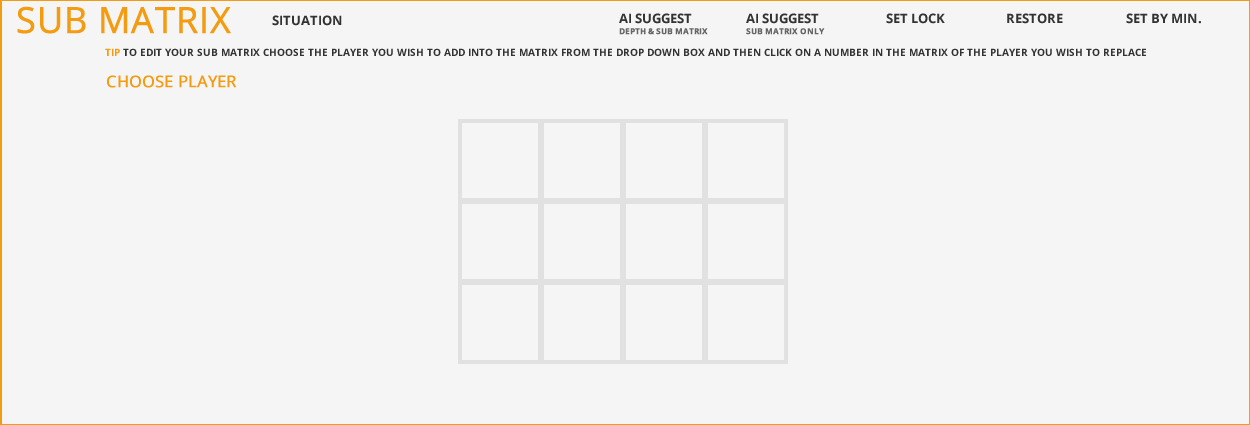 SUB MATRIX
SITUATION
AI SUGGEST
DEPTH & SUB MATRIX
AI SUGGEST
SUB MATRIX ONLY
SET LOCK
RESTORE
SET BY MIN.
TIP TO EDIT YOUR SUB MATRIX CHOOSE THE PLAYER YOU WISH TO ADD INTO THE MATRIX FROM THE DROP DOWN BOX AND THEN CLICK ON A NUMBER IN THE MATRIX OF THE PLAYER YOU WISH TO REPLACE
CHOOSE PLAYER